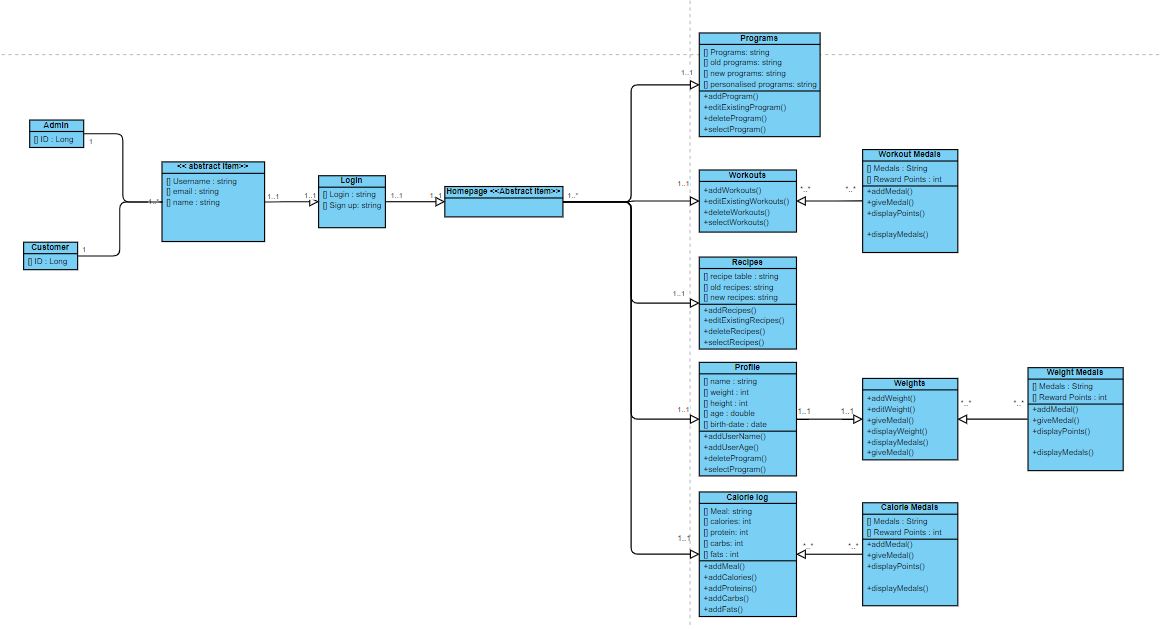 Programs
[] Programs: string
[] old programs: string
[] new programs: string
[] personalised programs: string
+addProgram()
+editExistingProgram()
+deleteProgram()
+selectProgram()
1..1
Admin
[] ID : Long
1
<< abstract Item>>
[] Username : string
[] email : string
[] name : string
1..*
1..1
1..1
Customer
[] ID : Long
1
Login
[] Login : string
[] Sign up: string
1..1
1..1
Homepage <<Abstract Item>>
1..*
Workouts
+addWorkouts()
+editExistingWorkouts()
+deleteWorkouts()
+selectWorkouts()
1..1
*..*
*..*
Workout Medals
[] Medals : String
[] Reward Points : int
+addMedal()
+giveMedal()
+displayPoints()
+displayMedals()
Recipes
[] recipe table : string
[] old recipes: string
[] new recipes: string
+addRecipes()
+editExistingRecipes()
+deleteRecipes()
+selectRecipes()
1..1
Profile
[] name : string
[] weight : int
[] height : int
[] age : double
[] birth-date : date
+addUserName()
+addUserAge()
+deleteProgram()
+selectProgram()
1..1
1..1
1..1
Weights
+addWeight()
+editWeight()
+giveMedal()
+displayWeight()
+displayMedals()
+giveMedal()
*..*
*..*
Weight Medals
[] Medals : String
[] Reward Points : int
+addMedal()
+giveMedal()
+displayPoints()
+displayMedals()
Calorie log
[] Meal: string
[] calories: int
[] protein: int
[] carbs: int
[] fats : int
+addMeal()
+addCalories()
+addProteins()
+addCarbs()
+addFats()
1..1
*..*
*..*
Calorie Medals
[] Medals : String
[] Reward Points : int
+addMedal()
+giveMedal()
+displayPoints()
+displayMedals()